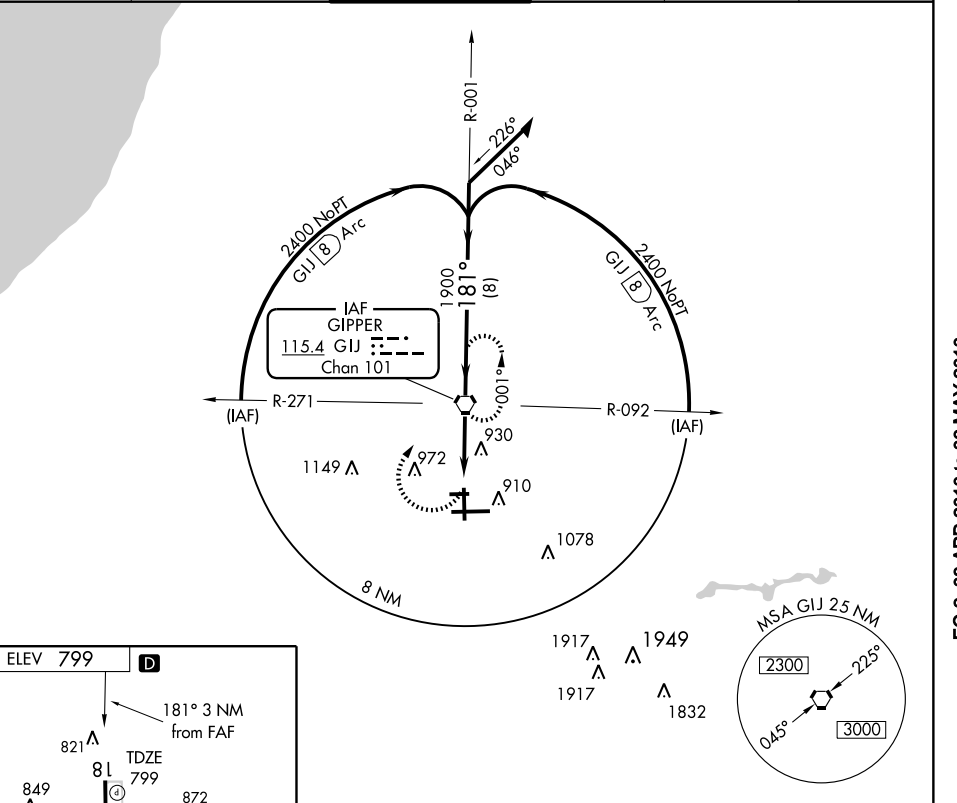 R-001
226°
046°
2400 NoPT
GIJ 8 Arc
2400 NoPT
GIJ 8 Arc
1900
181°
(8)
IAF
GIPPER
115.4 GIJ
Chan 101
001°
R-271
R-092
(IAF)
(IAF)
930
972
1149
910
1078
8 NM
1917
1949
1917
1832
MSA GIJ 25 NM
2300
225°
045°
3000
ELEV 799
D
181° 3 NM
from FAF
821
TDZE
799
18
P
849
872